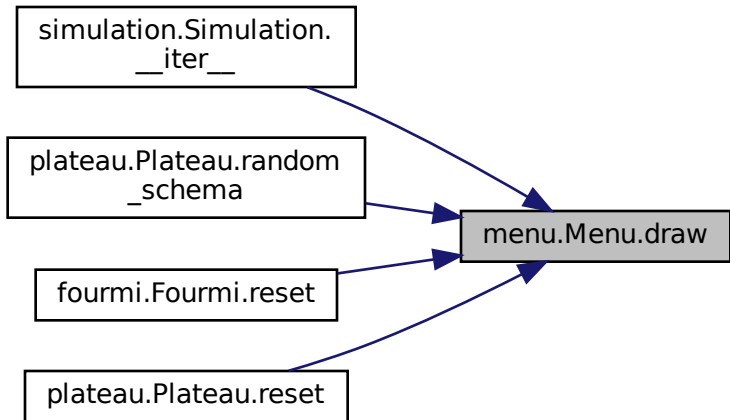 simulation.Simulation.
__iter__
plateau.Plateau.random
_schema
menu.Menu.draw
fourmi.Fourmi.reset
plateau.Plateau.reset